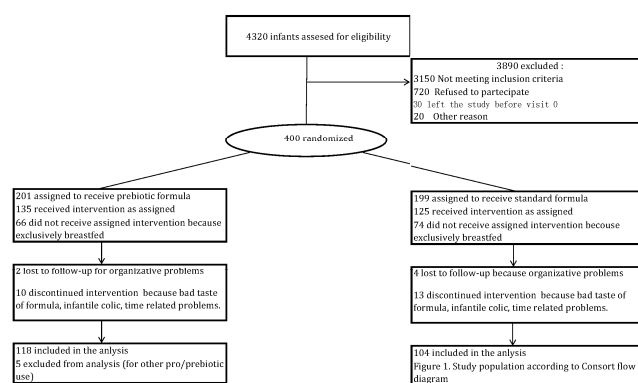 4320 infants assesed for eligibility
3890 excluded :
3150 Not meeting inclusion criteria
720 Refused to partecipate
30 left the study before visit 0
20 Other reason
400 randomized
201 assigned to receive prebiotic formula
135 received intervention as assigned
66 did not receive assigned intervention because
exclusively breastfed
199 assigned to receive standard formula
125 received intervention as assigned
74 did not receive assigned intervention becouse
exclusively breastfed
2 lost to follow-up for organizative problems
10 discontinued intervention because bad taste
of formula, infantile colic, time related problems.
4 lost to follow-up because organizative problems
13 discontinued intervention because bad taste of
formula, infantile colic, time related problems.
118 included in the anlysis
5 excluded from analysis (for other pro/prebiotic
use)
104 included in the anlysis
Figure 1. Study population according to Consort flow
diagram